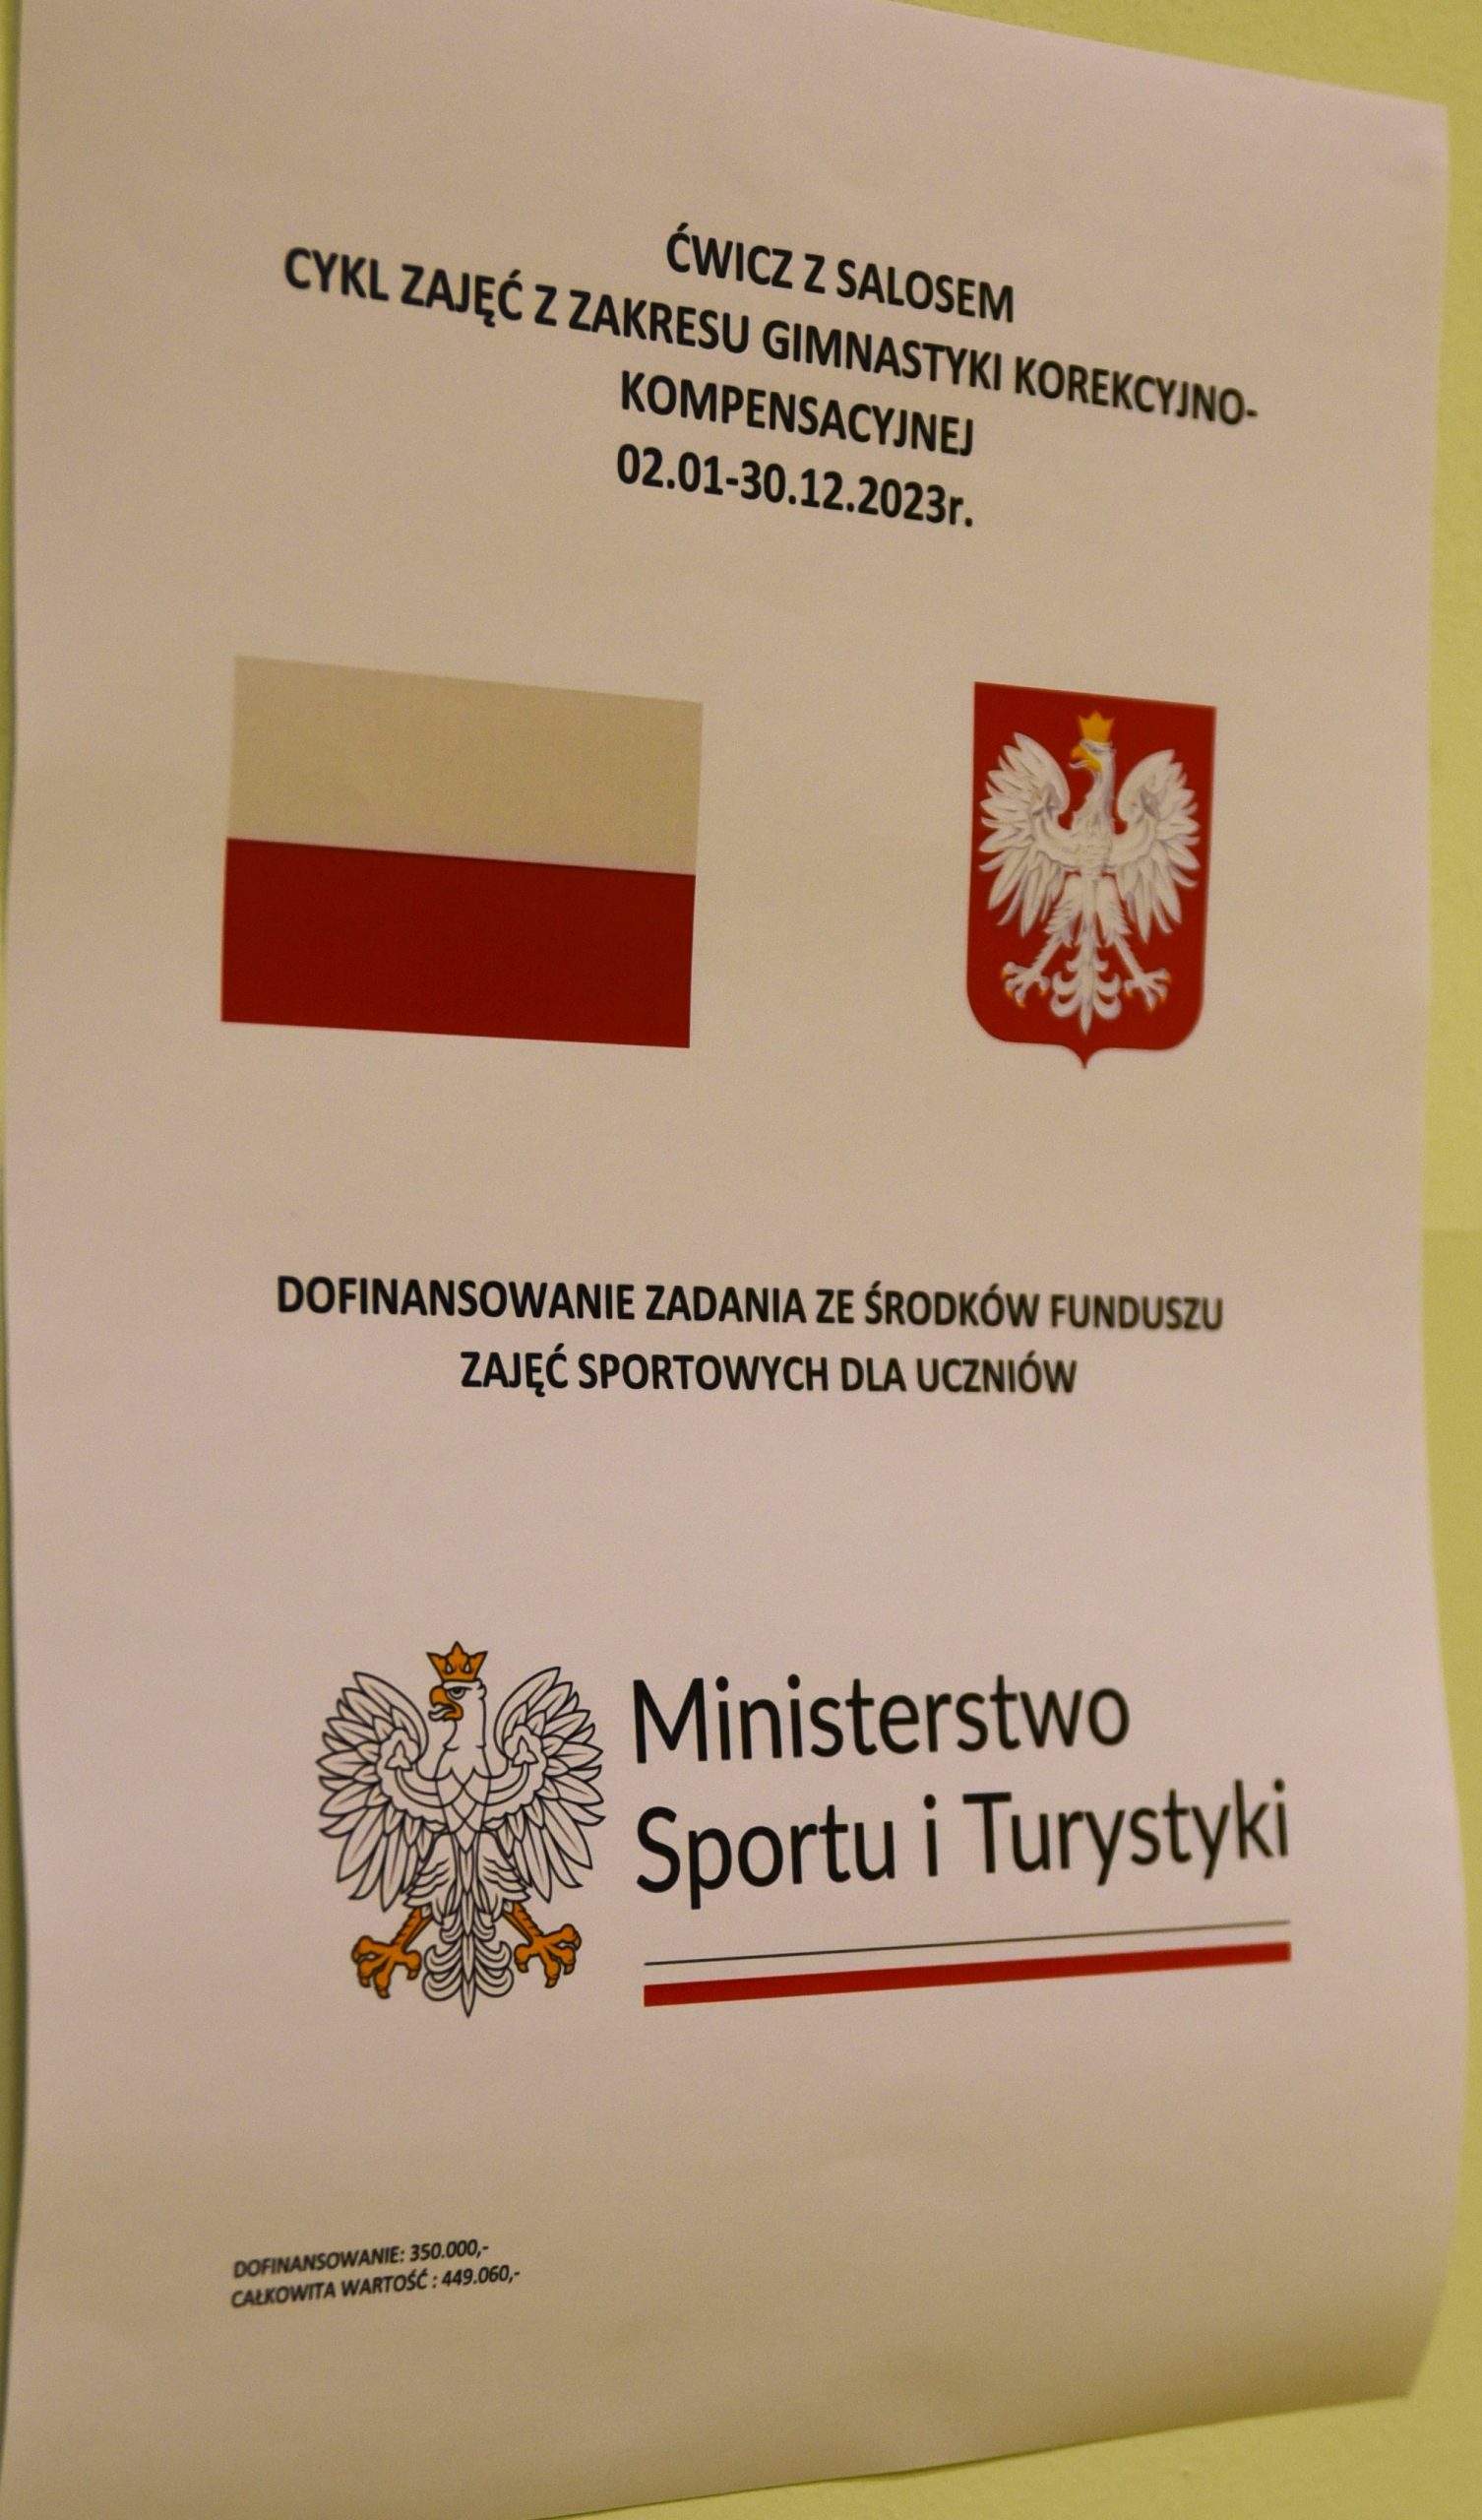 ĆWICZ Z SALOSEM
CYKL ZAJĘĆ Z ZAKRESU GIMNASTYKI KOREKCYJNO-
KOMPENSACYJNEJ
02.01-30.12.2023r.
DOFINANSOWANIE ZADANIA ZE ŚRODKÓW FUNDUSZU
ZAJĘĆ SPORTOWYCH DLA UCZNIÓW
Ministerstwo
Sportu i Turystyki
DOFINANSOWANIE: 350.000,-
CAŁKOWITA WARTOŚĆ : 449.060,-